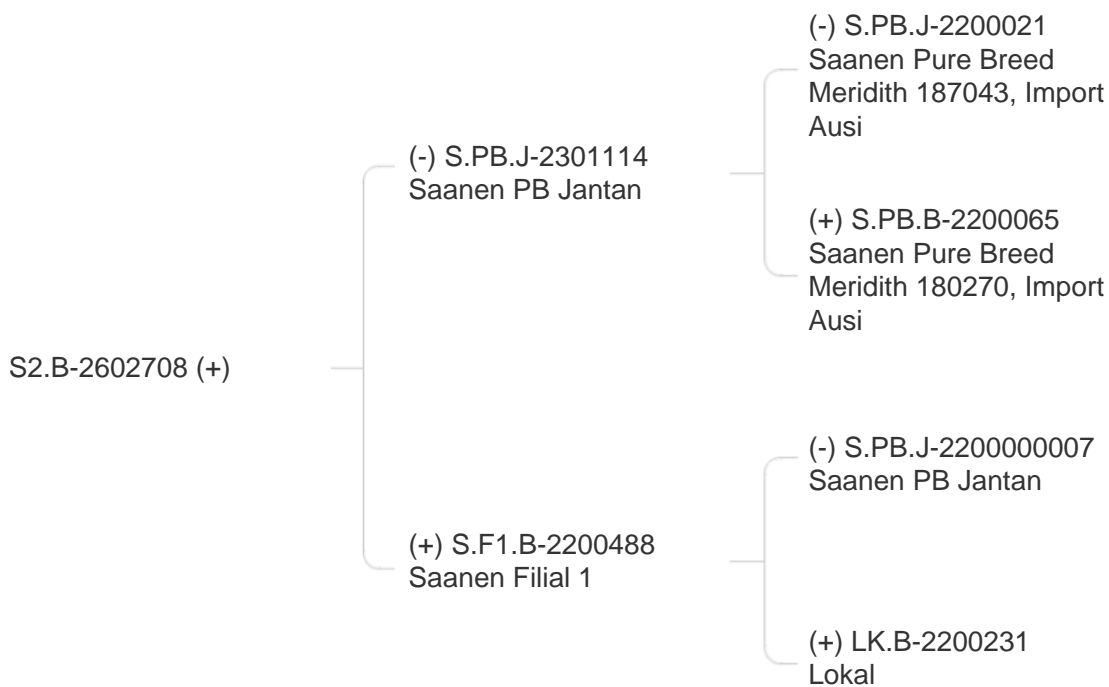 (-) S.PB.J-2200021
Saanen Pure Breed
Meridith 187043, Import
Ausi
(-) S.PB.J-2301114
Saanen PB Jantan
(+) S.PB.B-2200065
Saanen Pure Breed
Meridith 180270, Import
Ausi
S2.B-2602708 (+)
(-) S.PB.J-2200000007
Saanen PB Jantan
(+) S.F1.B-2200488
Saanen Filial 1
(+) LK.B-2200231
Lokal